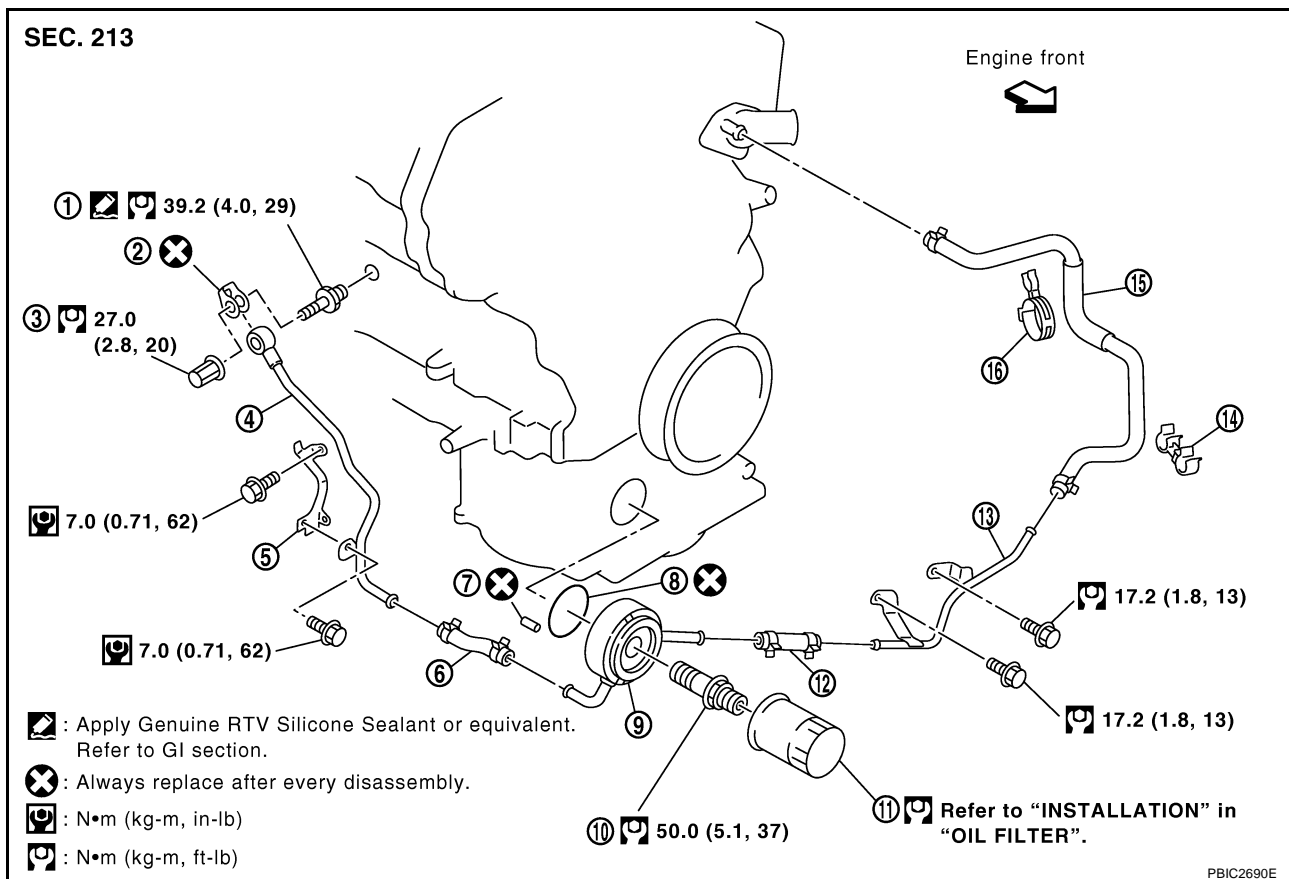 SEC. 213
Engine front
① 39.2 (4.0, 29)
②
③ 27.0
(2.8, 20)
④
7.0 (0.71, 62)
⑤
7.0 (0.71, 62)
⑥
⑦
⑧
⑨
⑩ 50.0 (5.1, 37)
⑪ Refer to “INSTALLATION” in
“OIL FILTER”.
⑫
⑬
17.2 (1.8, 13)
17.2 (1.8, 13)
⑭
⑮
⑯
: Apply Genuine RTV Silicone Sealant or equivalent.
Refer to GI section.
: Always replace after every disassembly.
: N•m (kg-m, in-lb)
: N•m (kg-m, ft-lb)
PBIC2690E